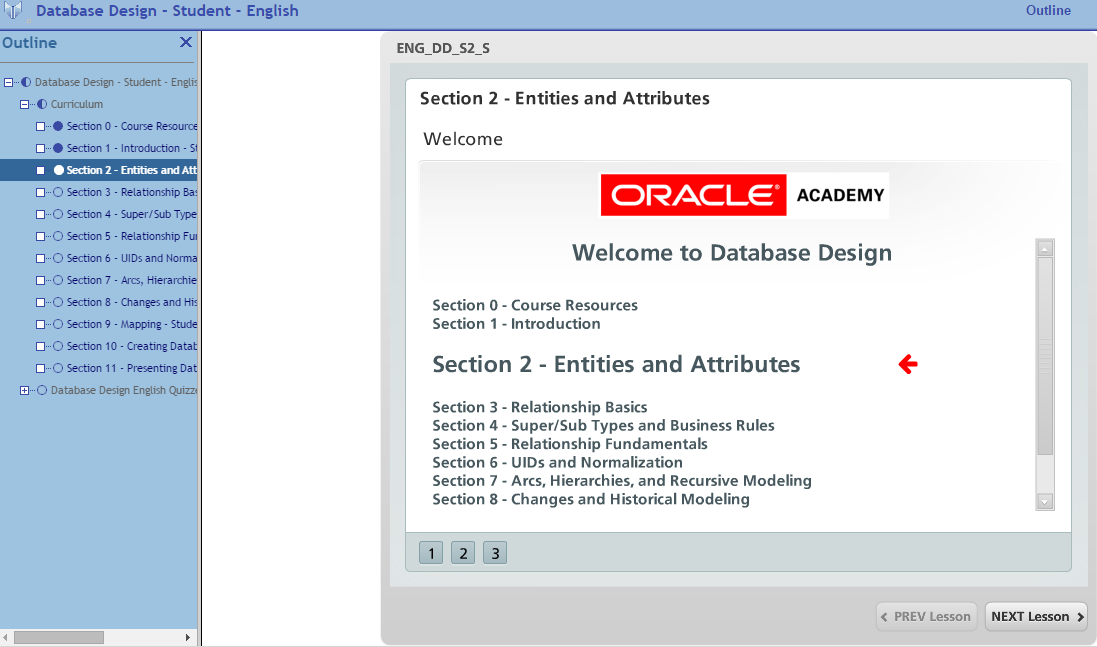 Database Design - Student - English
Outline
Outline
Database Design - Student - Englis
Curriculum
Section 0 - Course Resource
Section 1 - Introduction - St
Section 2 - Entities and Att
Section 3 - Relationship Bas
Section 4 - Super/Sub Type
Section 5 - Relationship Fu
Section 6 - UIDs and Norma
Section 7 - Arcs, Hierarchie
Section 8 - Changes and His
Section 9 - Mapping - Stude
Section 10 - Creating Datab
Section 11 - Presenting Dat
Database Design English Quizze
ENG_DD_S2_S
Section 2 - Entities and Attributes
Welcome
ORACLE® ACADEMY
Welcome to Database Design
Section 0 - Course Resources
Section 1 - Introduction
Section 2 - Entities and Attributes
Section 3 - Relationship Basics
Section 4 - Super/Sub Types and Business Rules
Section 5 - Relationship Fundamentals
Section 6 - UIDs and Normalization
Section 7 - Arcs, Hierarchies, and Recursive Modeling
Section 8 - Changes and Historical Modeling
1 2 3
PREV Lesson NEXT Lesson